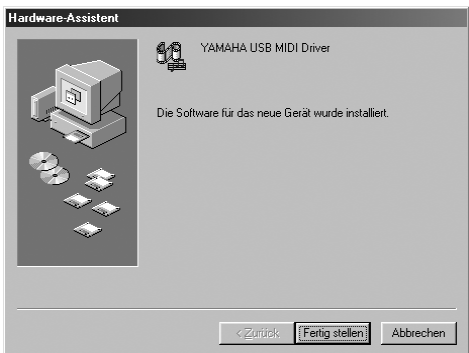 Hardware-Assistent
YAMAHA USB MIDI Driver
Die Software für das neue Gerät wurde installiert.
< Zurück
Fertig stellen
Abbrechen